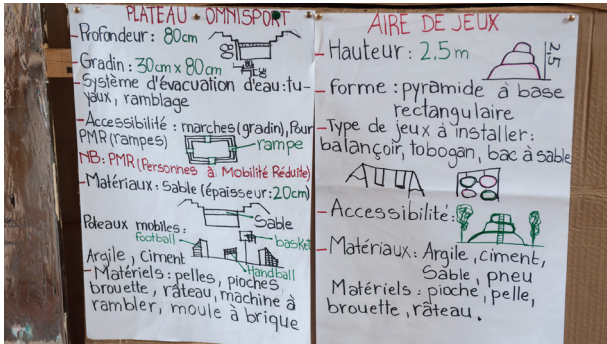 PLATEAU OMNISPORT
- Profondeur: 80cm
- Gradin: 30cm x 80cm
- Système d'évacuation d'eau: tu-
yaux, ramblage
- Accessibilité: marches (gradin), Pour
PMR (rampes)
rampe
NB: PMR (Personnes à Mobilité Réduite)
- Matériaux: sable (épaisseur: 20cm)
Sable
Poteaux mobiles:
football
basket
Handball
Argile, Ciment
- Matériels: pelles, pioches,
brouette, râteau, machine à
rambler, moule à brique
AIRE DE JEUX
- Hauteur: 2,5m
2,5
- forme: pyramide à base
rectangulaire
- Type de jeux à installer:
balançoir, tobogan, bac à sable
- Accessibilité:
- Matériaux: Argile, ciment,
Sable, pneu
Matériels: pioche, pelle,
brouette, râteau.